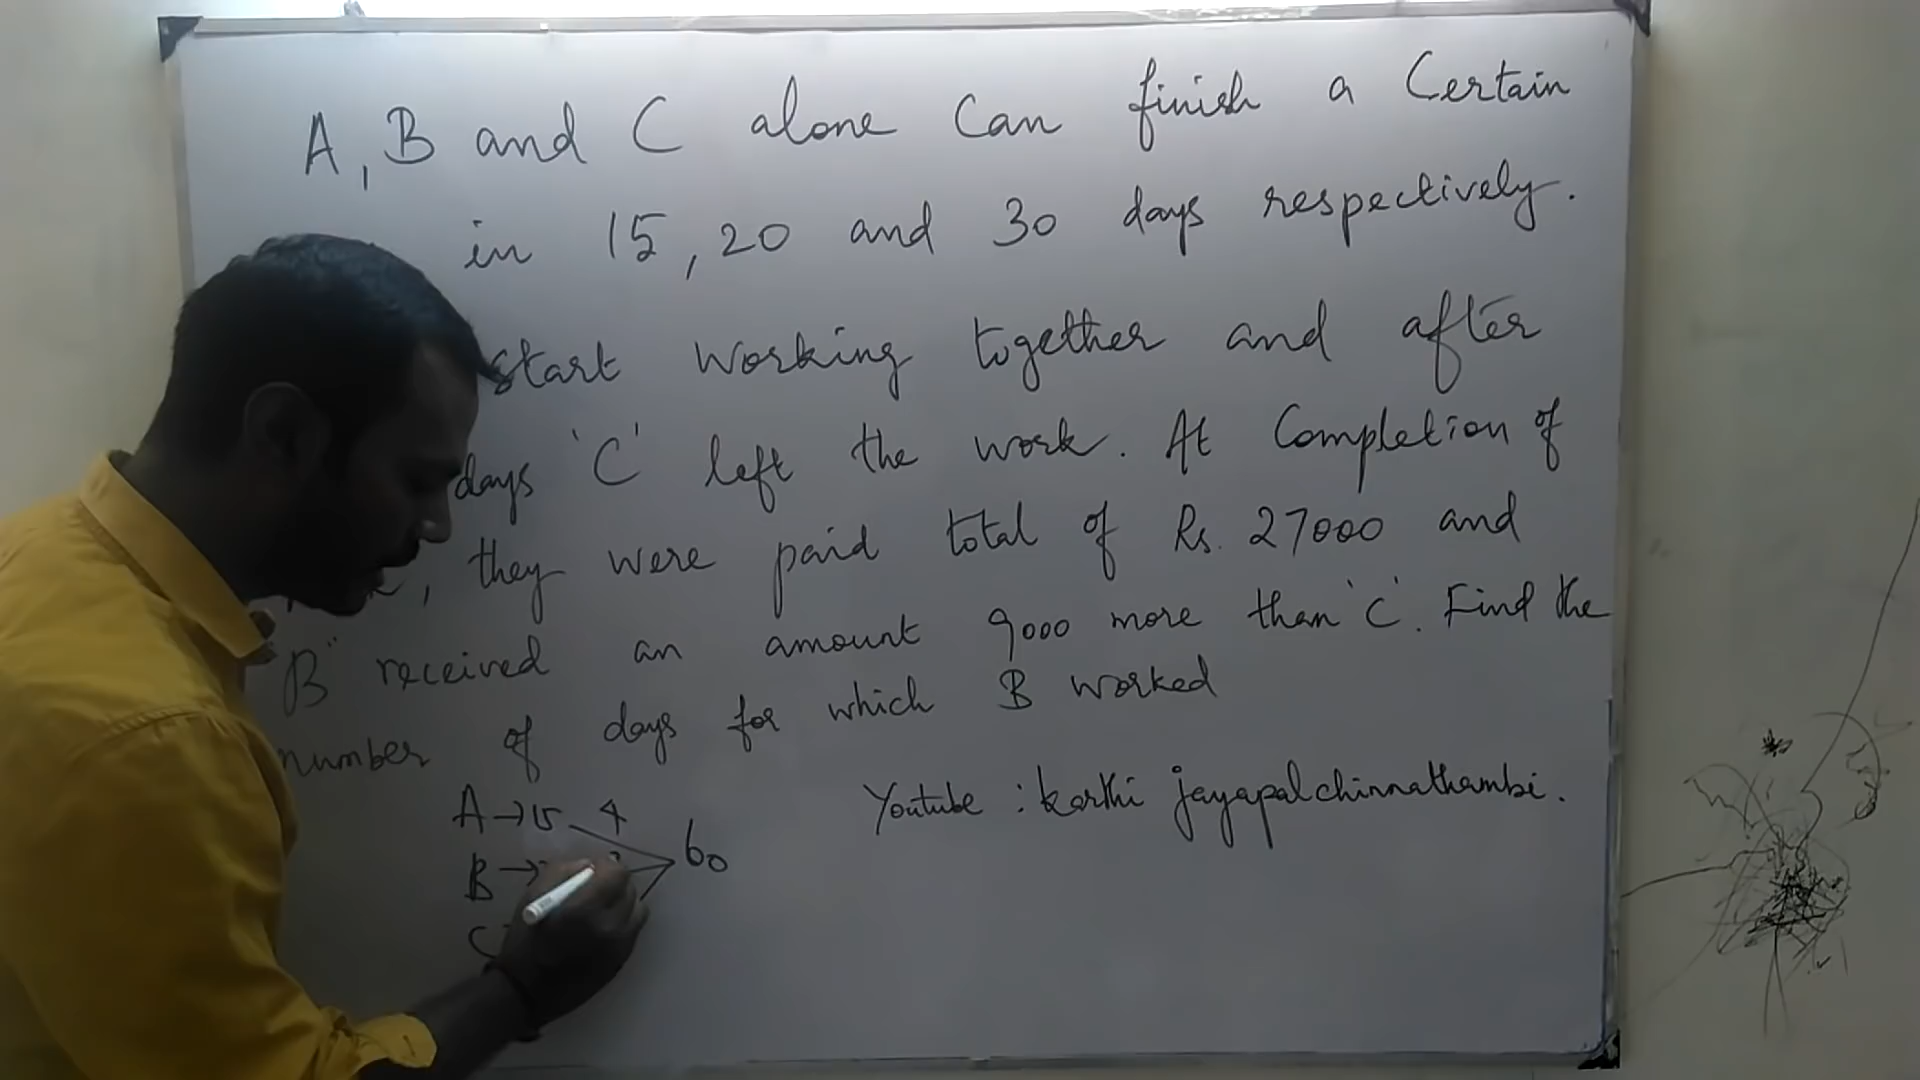 A, B and C alone can finish a certain
in 15, 20 and 30 days respectively.
start working together and after
days 'C' left the work. At completion of
, they were paid total of Rs. 27000 and
B" received an amount 9000 more than 'C'. Find the
number of days for which B worked
A → 15 4
60
B →
C
Youtube : karthi jayapalchinnathambi.